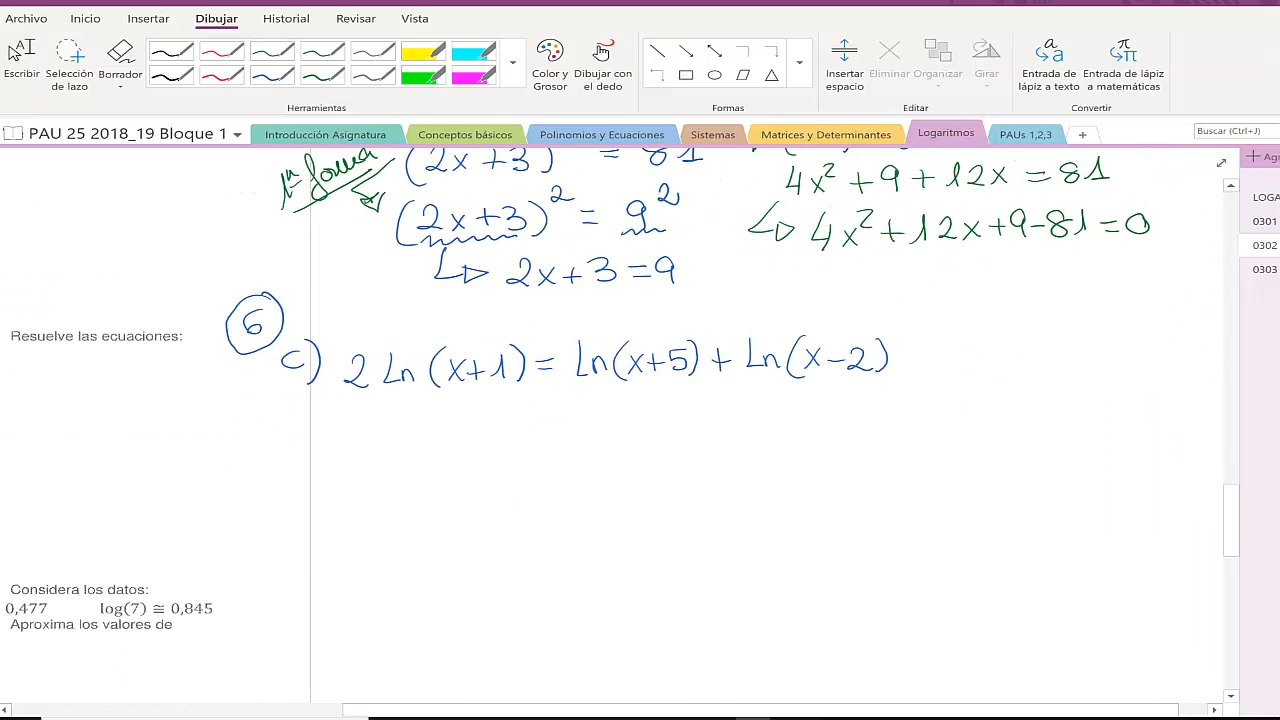 Archivo Inicio Insertar Dibujar Historial Revisar Vista
Escribir Selección de lazo Borrador Color y Grosor Dibujar con el dedo Insertar espacio Eliminar Organizar Girar Entrada de lápiz a texto Entrada de lápiz a matemáticas
Herramientas Formas Editar Convertir
PAU 25 2018_19 Bloque 1 Introducción Asignatura Conceptos básicos Polinomios y Ecuaciones Sistemas Matrices y Determinantes Logaritmos PAUs 1,2,3 Buscar (Ctrl+J)
1ª forma (2x+3) = 81
4x² + 9 + 12x = 81
(2x+3)² = 9²
4x² + 12x + 9 - 81 = 0
2x + 3 = 9
LOGA
0301
0302
0303
6
Resuelve las ecuaciones:
c) 2 Ln (x+1) = Ln(x+5) + Ln(x-2)
Considera los datos:
0,477 log(7) ≅ 0,845
Aproxima los valores de